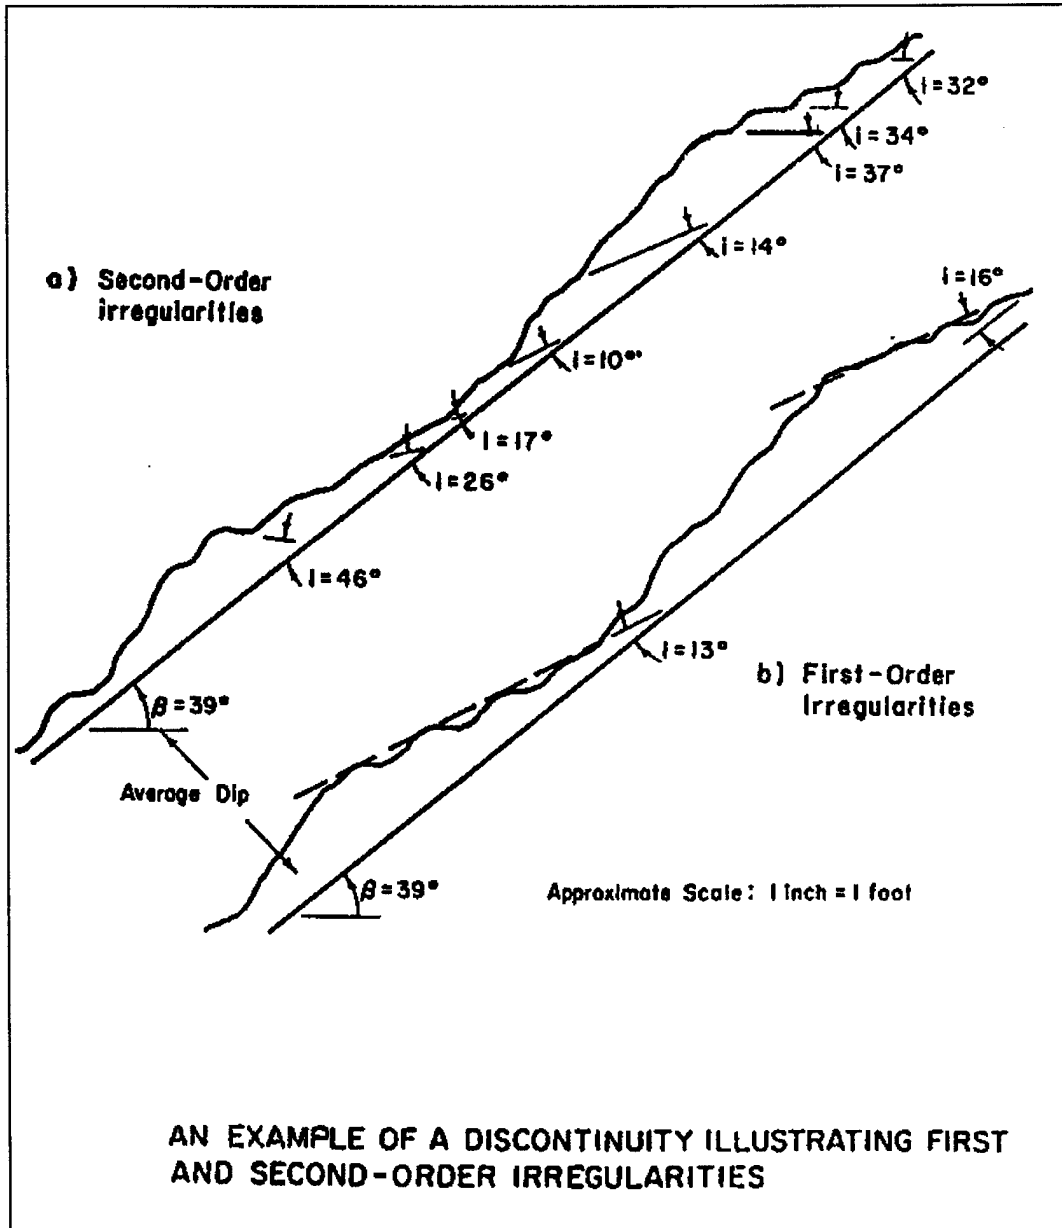 i=32°
i=34°
i=37°
i=14°
a) Second-Order
irregularities
i=16°
i=10°
i=17°
i=26°
i=46°
i=13°
b) First-Order
Irregularities
β=39°
Average Dip
β=39°
Approximate Scale: 1 inch = 1 foot
AN EXAMPLE OF A DISCONTINUITY ILLUSTRATING FIRST
AND SECOND-ORDER IRREGULARITIES